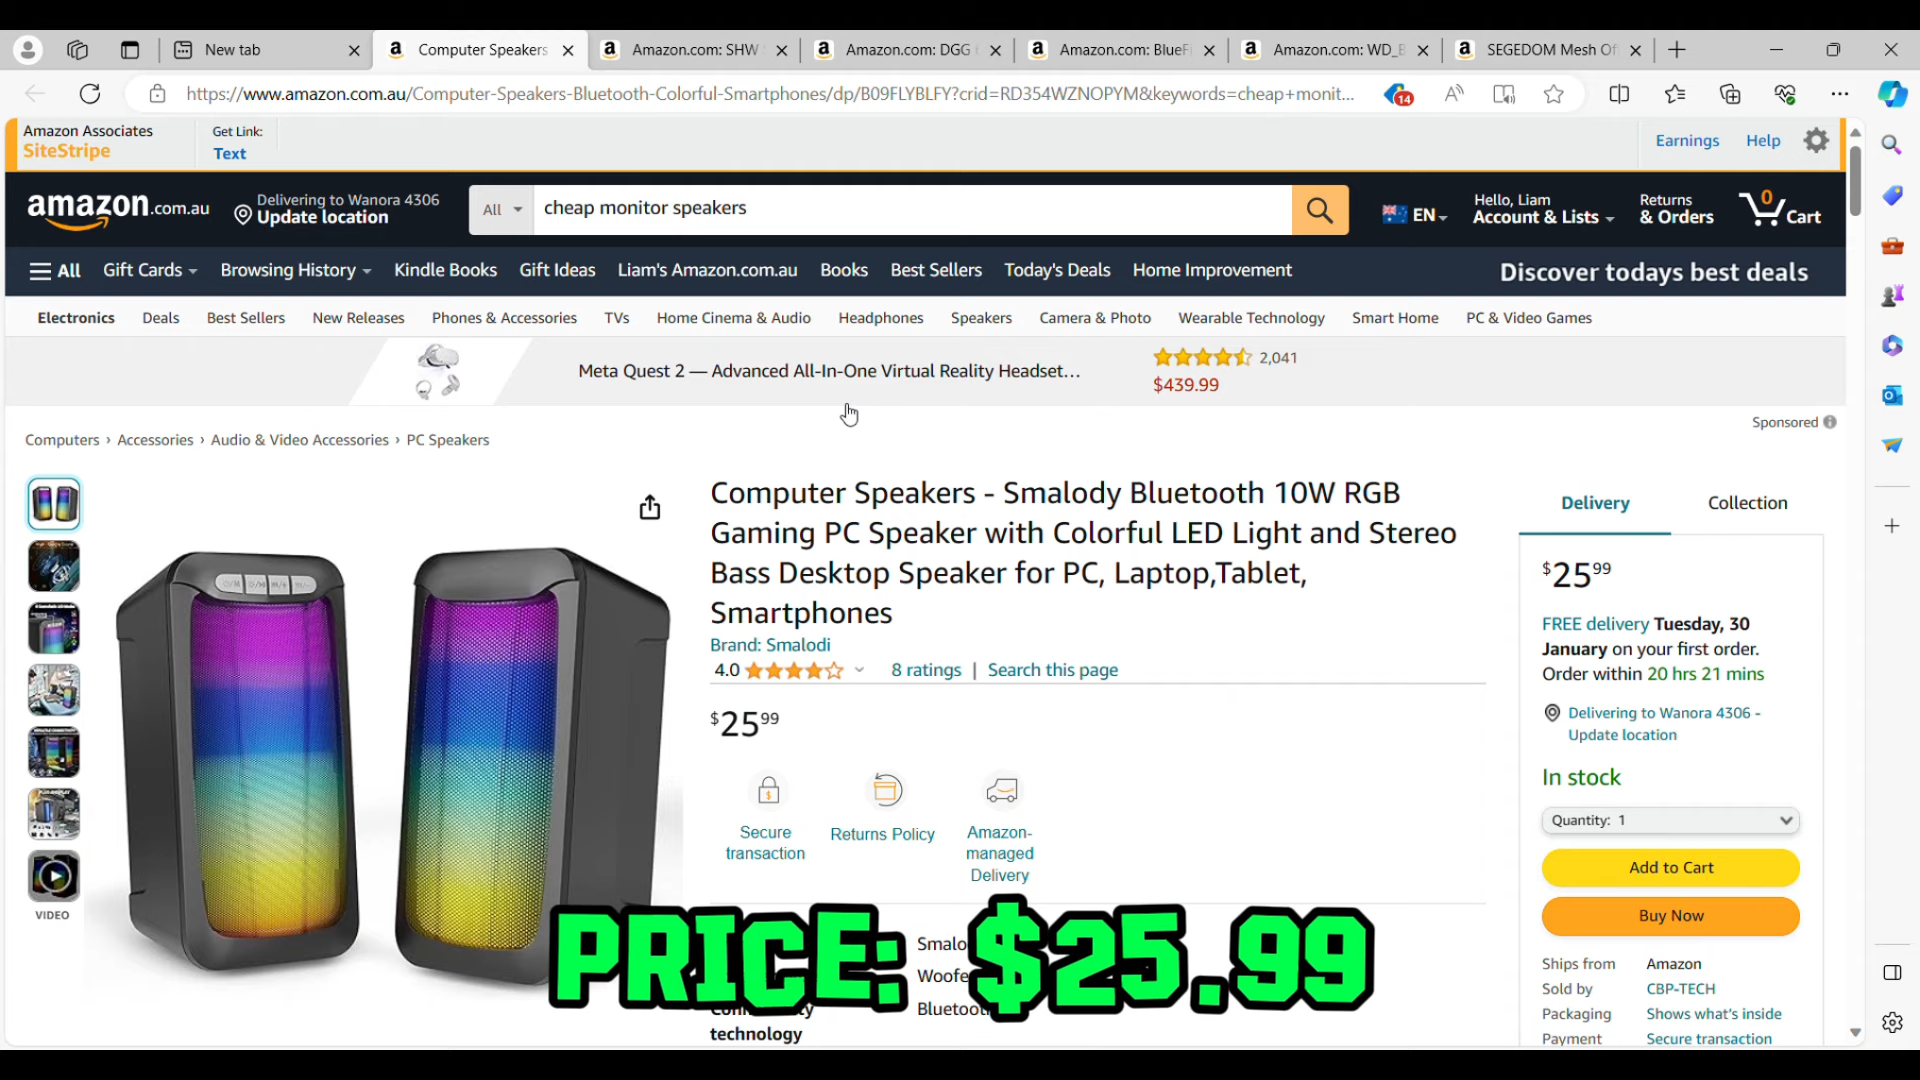 New tab
Computer Speakers
Amazon.com: SHW
Amazon.com: DGG
Amazon.com: BlueFi
Amazon.com: WD_B
SEGEDOM Mesh Of
https://www.amazon.com.au/Computer-Speakers-Bluetooth-Colorful-Smartphones/dp/B09FLYBLFY?crid=RD354WZNOPYM&keywords=cheap+monit...
14
Amazon Associates
SiteStripe
Get Link:
Text
Earnings
Help
amazon.com.au
Delivering to Wanora 4306
Update location
All
cheap monitor speakers
EN
Hello, Liam
Account & Lists
Returns
& Orders
0
Cart
All
Gift Cards
Browsing History
Kindle Books
Gift Ideas
Liam's Amazon.com.au
Books
Best Sellers
Today's Deals
Home Improvement
Discover todays best deals
Electronics
Deals
Best Sellers
New Releases
Phones & Accessories
TVs
Home Cinema & Audio
Headphones
Speakers
Camera & Photo
Wearable Technology
Smart Home
PC & Video Games
Meta Quest 2 — Advanced All-In-One Virtual Reality Headset...
2,041
$439.99
Sponsored
Computers › Accessories › Audio & Video Accessories › PC Speakers
VIDEO
Computer Speakers - Smalody Bluetooth 10W RGB
Gaming PC Speaker with Colorful LED Light and Stereo
Bass Desktop Speaker for PC, Laptop,Tablet,
Smartphones
Brand: Smalodi
4.0
8 ratings | Search this page
$25 99
Secure
transaction
Returns Policy
Amazon-
managed
Delivery
Smalo
Woofe
Bluetoot
technology
PRICE: $25.99
Delivery
Collection
$25 99
FREE delivery Tuesday, 30
January on your first order.
Order within 20 hrs 21 mins
Delivering to Wanora 4306 -
Update location
In stock
Quantity: 1
Add to Cart
Buy Now
Ships from Amazon
Sold by CBP-TECH
Packaging Shows what's inside
Payment Secure transaction